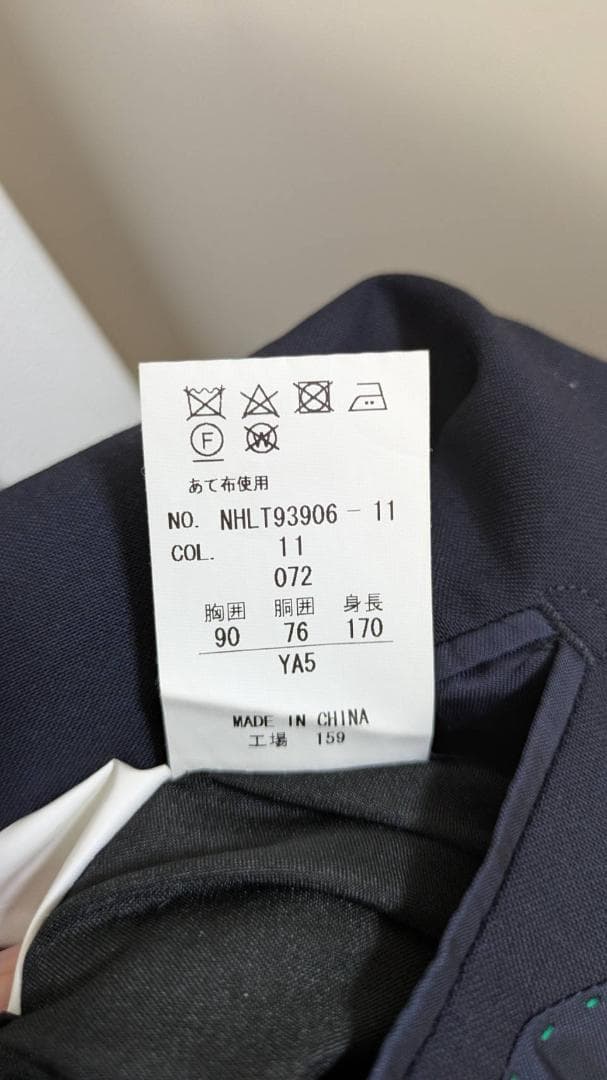 F W
あて布使用
NO. NHLT93906-11
COL. 11
072
胸囲 胴囲 身長
90 76 170
YA5
MADE IN CHINA
工場 159